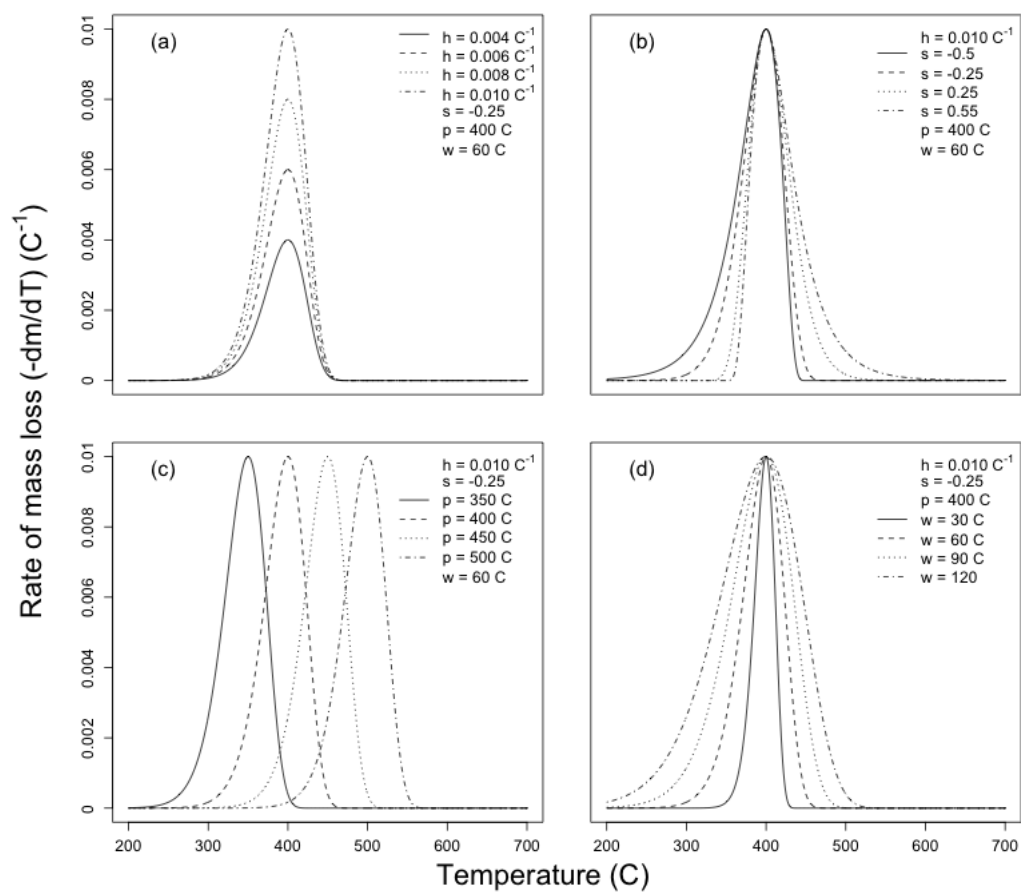 (a)
h = 0.004 C⁻¹
h = 0.006 C⁻¹
h = 0.008 C⁻¹
h = 0.010 C⁻¹
s = -0.25
p = 400 C
w = 60 C
(b)
h = 0.010 C⁻¹
s = -0.5
s = -0.25
s = 0.25
s = 0.55
p = 400 C
w = 60 C
0.01
0.008
0.006
0.004
0.002
0
(c)
h = 0.010 C⁻¹
s = -0.25
p = 350 C
p = 400 C
p = 450 C
p = 500 C
w = 60 C
(d)
h = 0.010 C⁻¹
s = -0.25
p = 400 C
w = 30 C
w = 60 C
w = 90 C
w = 120
0.01
0.008
0.006
0.004
0.002
0
200 300 400 500 600 700
200 300 400 500 600 700
Rate of mass loss (-dm/dT) (C⁻¹)
Temperature (C)